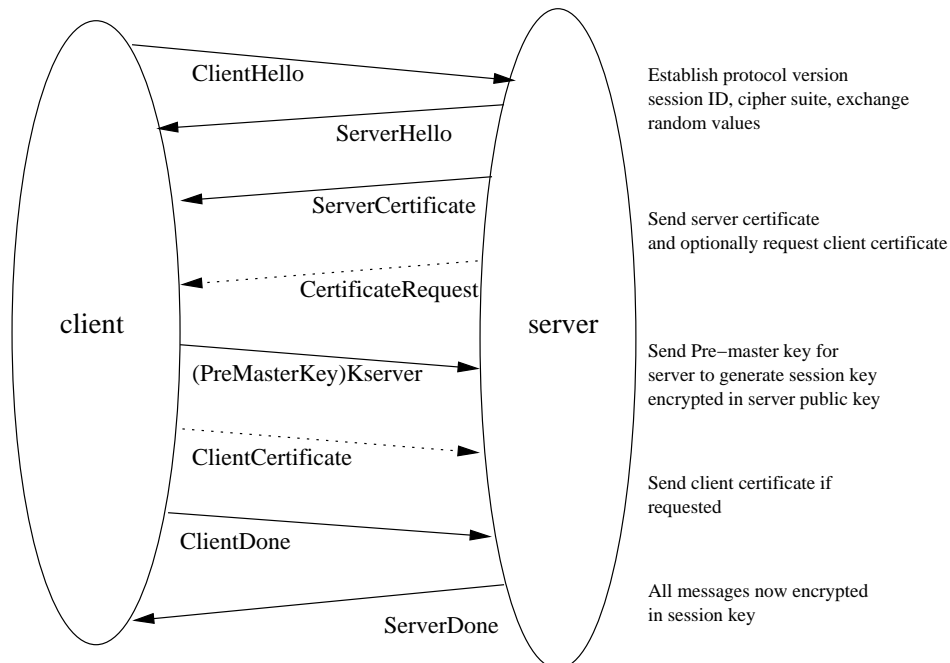 ClientHello
Establish protocol version
session ID, cipher suite, exchange
random values
ServerHello
ServerCertificate
Send server certificate
and optionally request client certificate
CertificateRequest
client
server
(PreMasterKey)Kserver
Send Pre−master key for
server to generate session key
encrypted in server public key
ClientCertificate
Send client certificate if
requested
ClientDone
All messages now encrypted
in session key
ServerDone